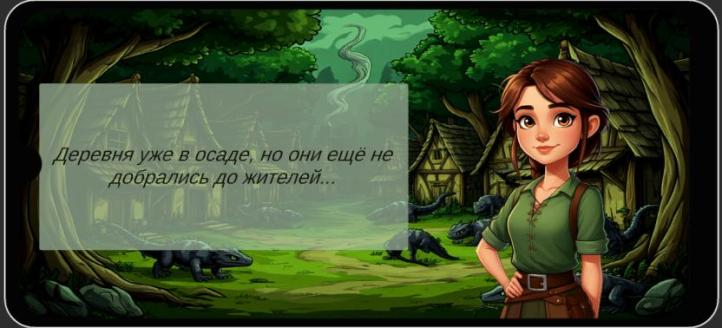 Деревня уже в осаде, но они ещё не
добрались до жителей...